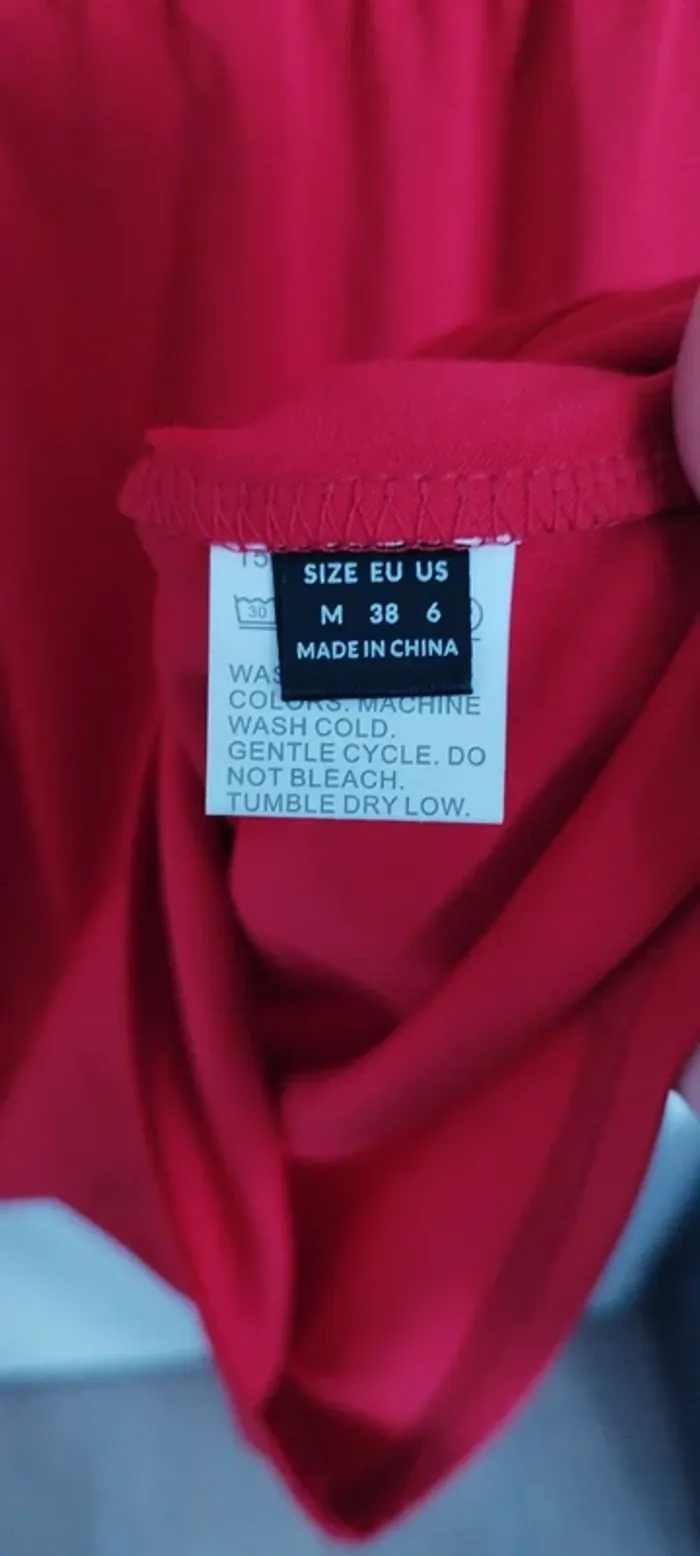 SIZE EU US
M 38 6
MADE IN CHINA
30
COLORS. MACHINE
WASH COLD.
GENTLE CYCLE. DO
NOT BLEACH.
TUMBLE DRY LOW.